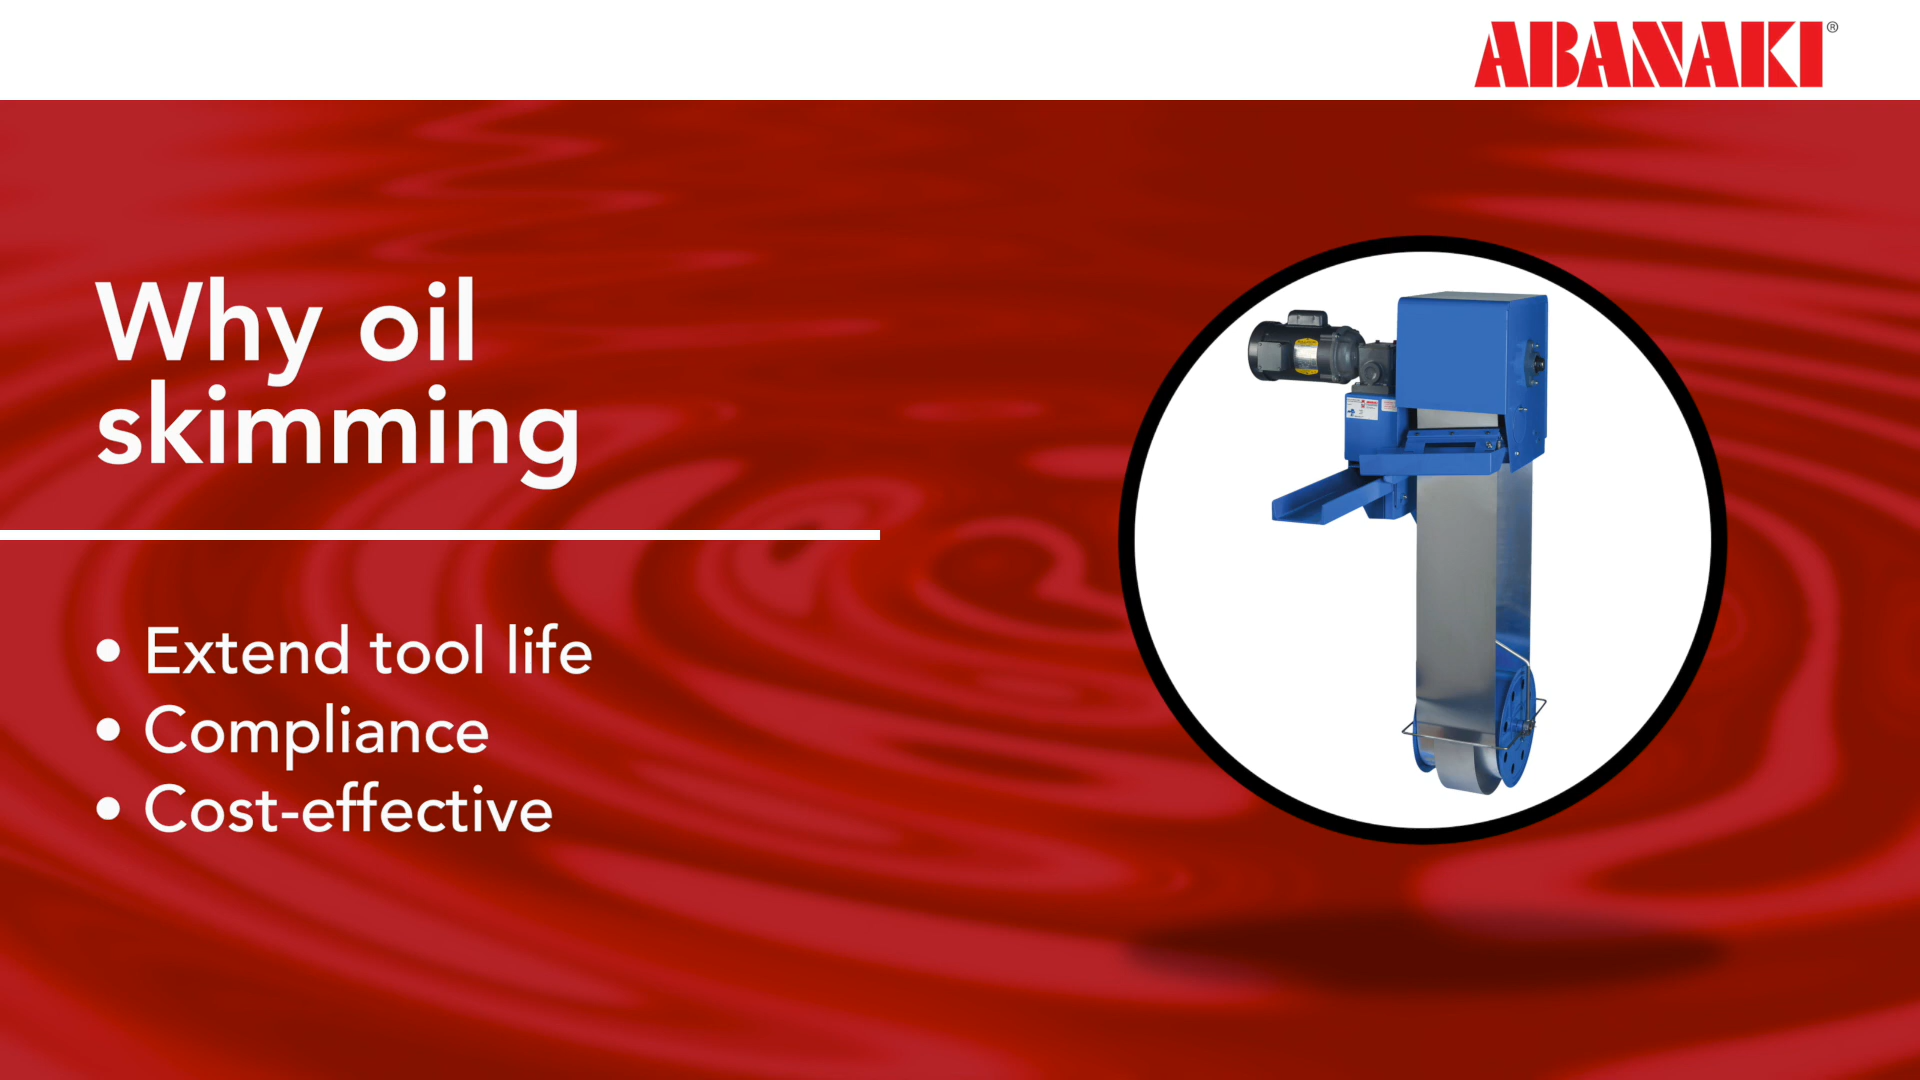 ABANAKI®
Why oil
skimming
• Extend tool life
• Compliance
• Cost-effective